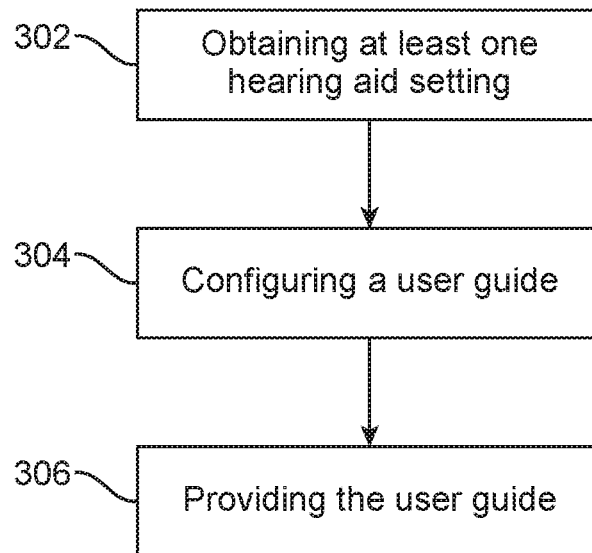 302
Obtaining at least one
hearing aid setting
304
Configuring a user guide
306
Providing the user guide